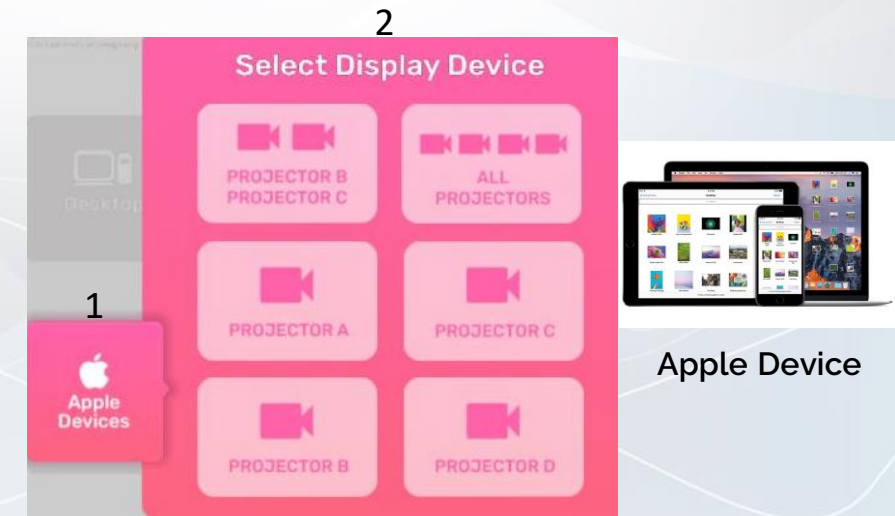 2
Select Display Device
PROJECTOR B
PROJECTOR C
ALL
PROJECTORS
Desktop
1
PROJECTOR A
PROJECTOR C
Apple
Devices
PROJECTOR B
PROJECTOR D
Apple Device